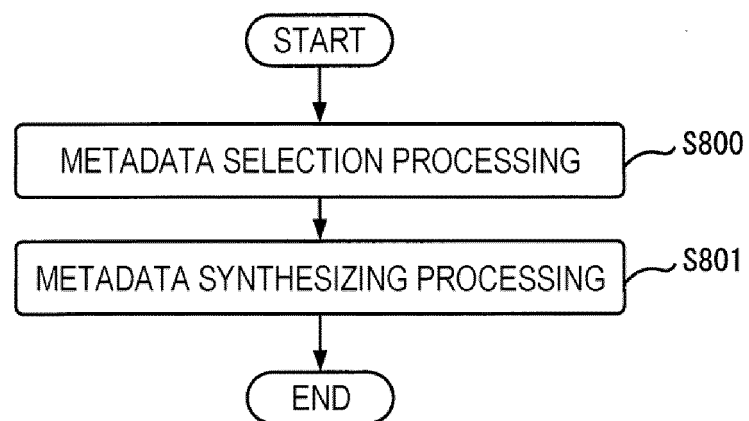 START
METADATA SELECTION PROCESSING
S800
METADATA SYNTHESIZING PROCESSING
S801
END